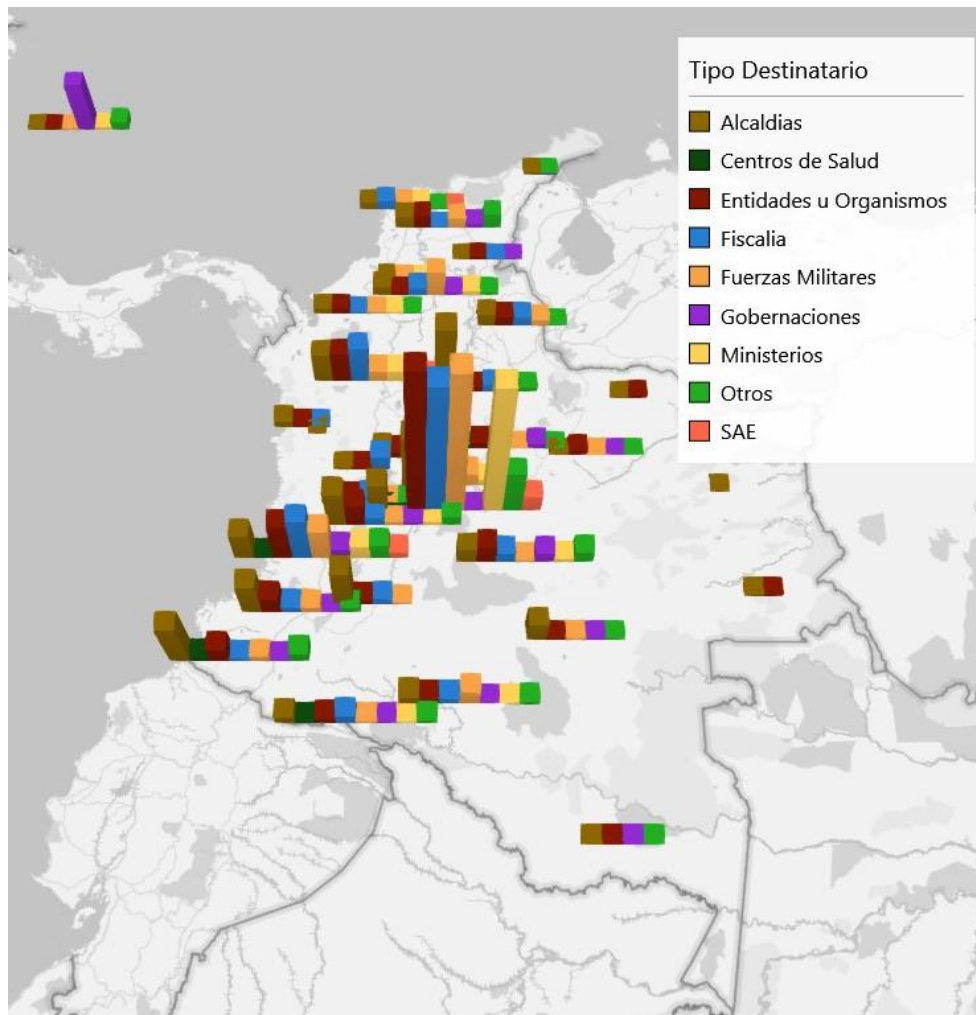 Tipo Destinatario
Alcaldias
Centros de Salud
Entidades u Organismos
Fiscalia
Fuerzas Militares
Gobernaciones
Ministerios
Otros
SAE